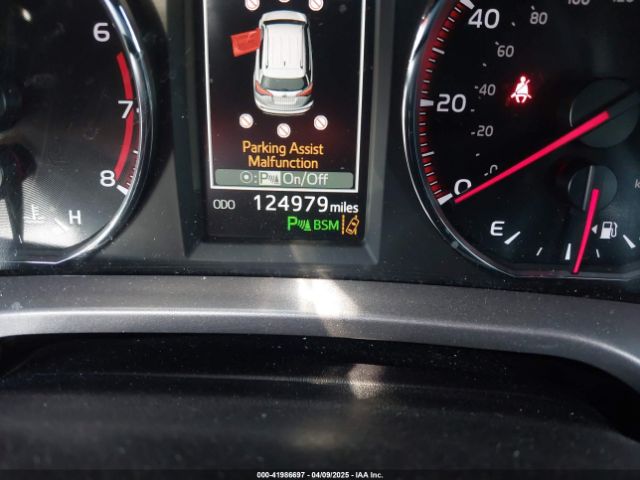 6
7
8
H
Parking Assist
Malfunction
⊙: P On/Off
ODO 124979 miles
P BSM
40
20
0
80
60
40
20
0
E
000-41986697 - 04/09/2025 - IAA Inc.